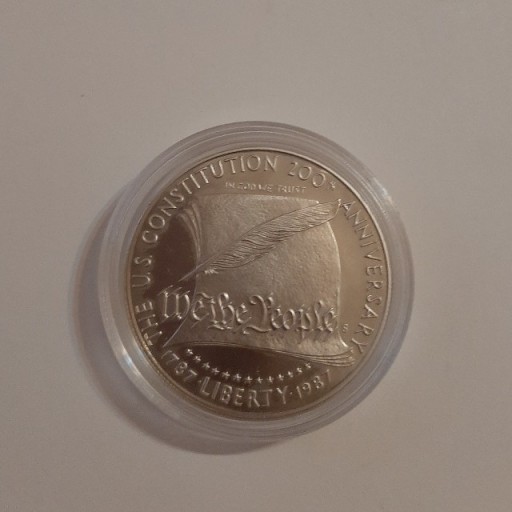 THE U.S. CONSTITUTION 200TH ANNIVERSARY
IN GOD WE TRUST
We the People
S
1787 · LIBERTY · 1987